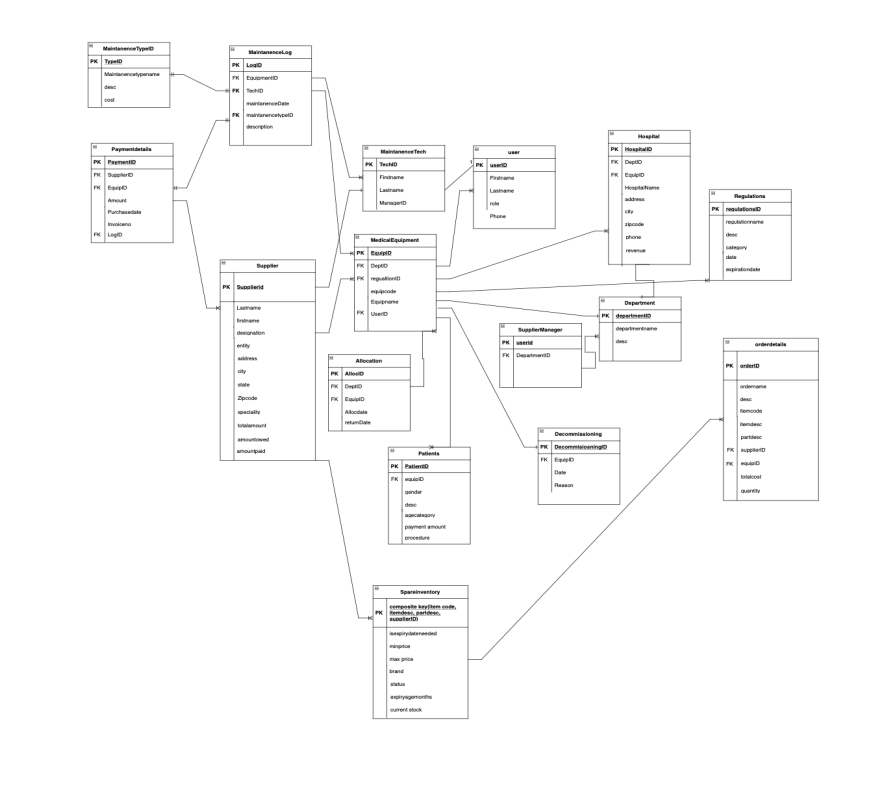 MaintanenceTypeID
PK TypeID
Maintanencetypename
desc
cost
MaintanenceLog
PK LogID
FK EquipmentID
FK TechID
maintanenceDate
FK maintanencetypeID
description
Paymentdetails
PK PaymentID
FK SupplierID
FK EquipID
Amount
Purchasedate
Invoiceno
FK LogID
MaintanenceTech
PK TechID
Firstname
Lastname
ManagerID
1
user
PK userID
Firstname
Lastname
role
Phone
Hospital
PK HospitalID
FK DeptID
FK EquipID
HospitalName
address
city
zipcode
phone
revenue
Regulations
PK regulationsID
regulationname
desc
category
date
expirationdate
Supplier
PK SupplierId
Lastname
firstname
designation
entity
address
city
state
Zipcode
speciality
totalamount
amountowed
amountpaid
MedicalEquipment
PK EquipID
FK DeptID
FK regualtionID
equipcode
Equipname
FK UserID
Department
PK departmentID
departmentname
desc
SupplierManager
PK userid
FK DepartmentID
orderdetails
PK orderID
ordername
desc
itemcode
itemdesc
partdesc
FK supplierID
FK equipID
totalcost
quantity
Allocation
PK AllocID
FK DeptID
FK EquipID
Allocdate
returnDate
Decommissioning
PK DecommisioningID
FK EquipID
Date
Reason
Patients
PK PatientID
FK equipID
gender
desc
agecategory
payment amount
procedure
Spareinventory
PK composite key(item code,
itemdesc, partdesc,
supplierID)
isexpirydateneeded
minprice
max price
brand
status
expiryagemonths
current stock